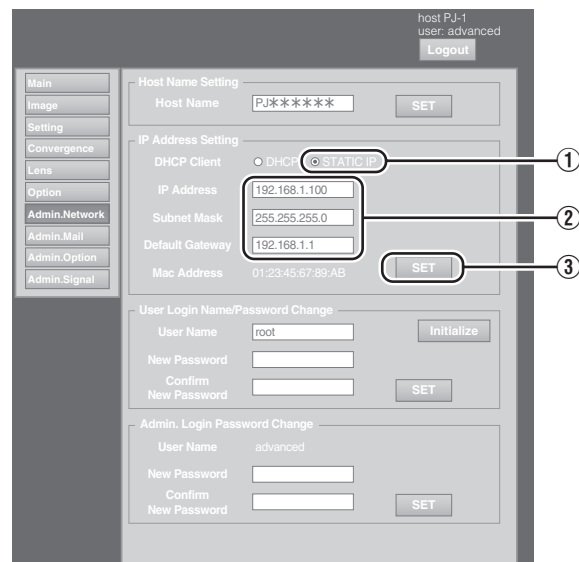 host PJ-1
user: advanced
Logout
Main
Image
Setting
Convergence
Lens
Option
Admin.Network
Admin.Mail
Admin.Option
Admin.Signal
Host Name Setting
Host Name PJ✱✱✱✱✱✱ SET
IP Address Setting
DHCP Client DHCP STATIC IP ①
IP Address 192.168.1.100
Subnet Mask 255.255.255.0 ②
Default Gateway 192.168.1.1
Mac Address 01:23:45:67:89:AB SET ③
User Login Name/Password Change
User Name root Initialize
New Password
Confirm
New Password SET
Admin. Login Password Change
User Name advanced
New Password
Confirm
New Password SET